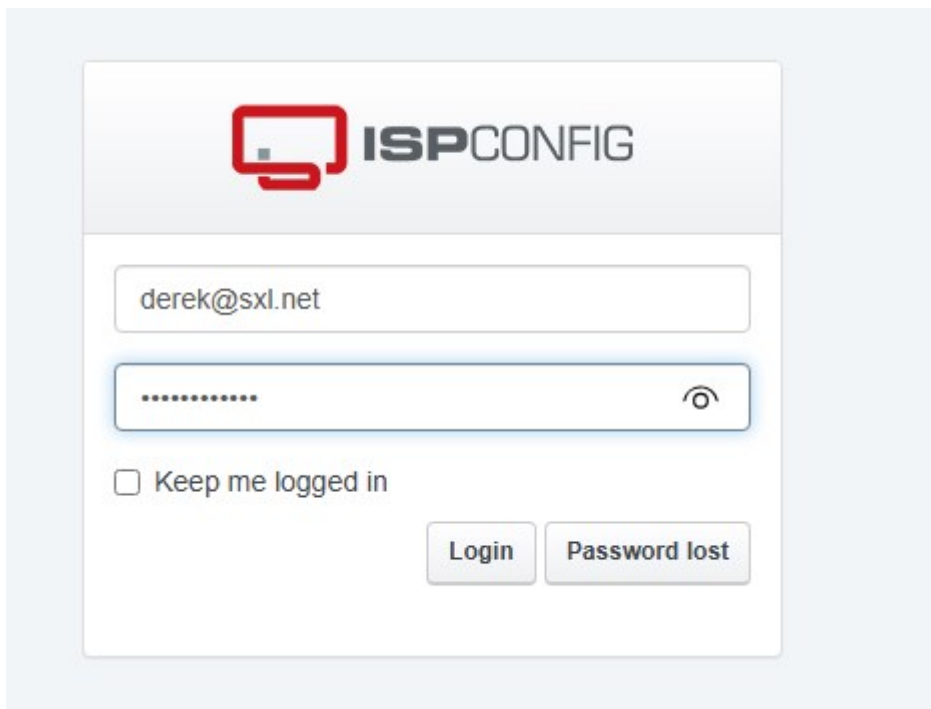 ISPCONFIG
derek@sxl.net
••••••••••••
Keep me logged in
Login Password lost